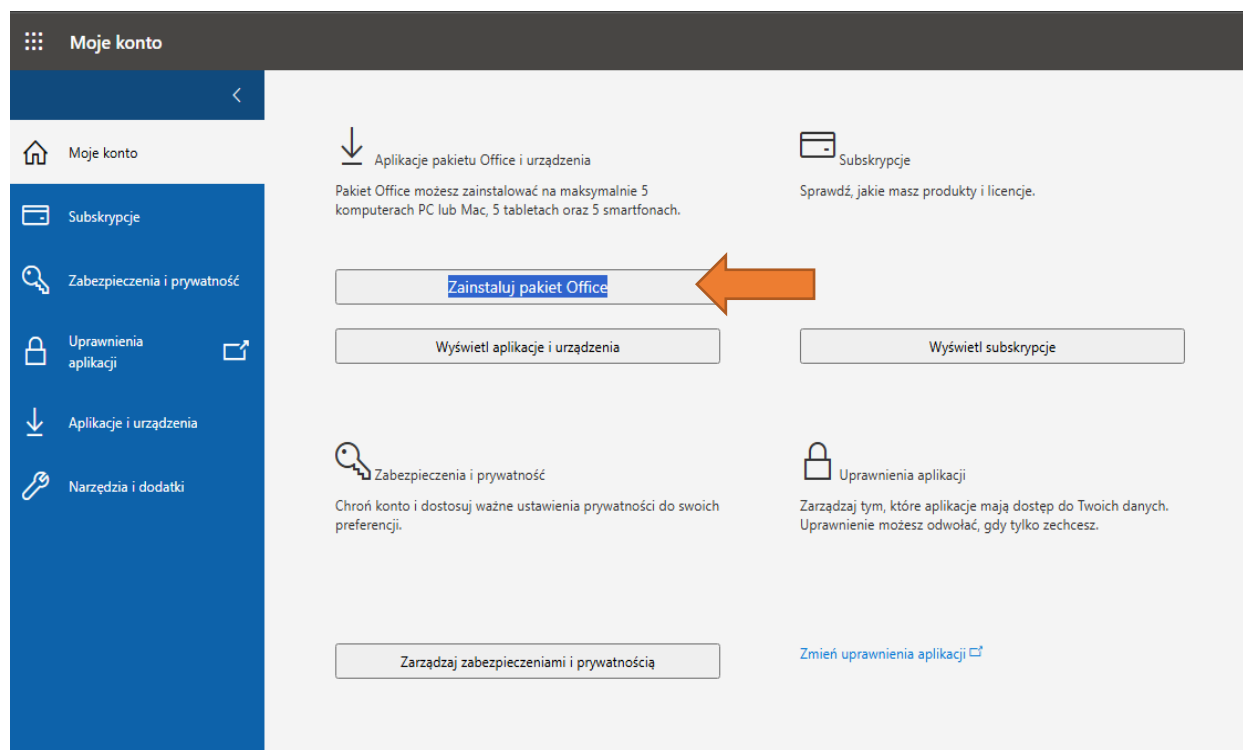 Moje konto
Moje konto
Subskrypcje
Zabezpieczenia i prywatność
Uprawnienia
aplikacji
Aplikacje i urządzenia
Narzędzia i dodatki
Aplikacje pakietu Office i urządzenia
Pakiet Office możesz zainstalować na maksymalnie 5
komputerach PC lub Mac, 5 tabletach oraz 5 smartfonach.
Zainstaluj pakiet Office
Wyświetl aplikacje i urządzenia
Subskrypcje
Sprawdź, jakie masz produkty i licencje.
Wyświetl subskrypcje
Zabezpieczenia i prywatność
Chroń konto i dostosuj ważne ustawienia prywatności do swoich
preferencji.
Zarządzaj zabezpieczeniami i prywatnością
Uprawnienia aplikacji
Zarządzaj tym, które aplikacje mają dostęp do Twoich danych.
Uprawnienie możesz odwołać, gdy tylko zechcesz.
Zmień uprawnienia aplikacji